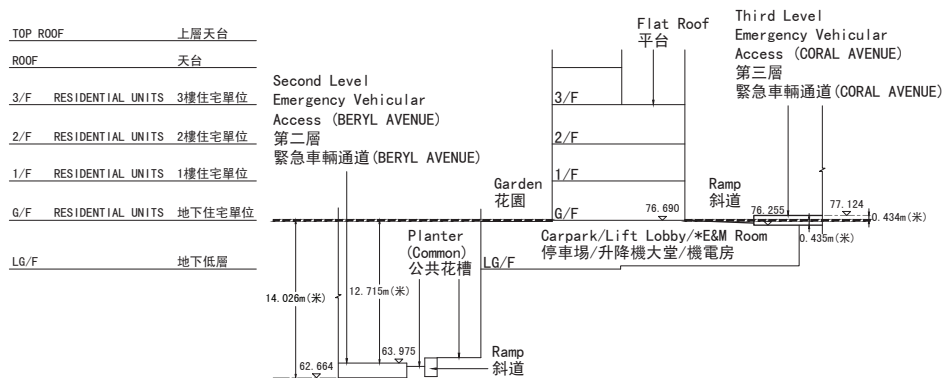 TOP ROOF 上層天台
ROOF 天台
3/F RESIDENTIAL UNITS 3樓住宅單位
2/F RESIDENTIAL UNITS 2樓住宅單位
1/F RESIDENTIAL UNITS 1樓住宅單位
G/F RESIDENTIAL UNITS 地下住宅單位
LG/F 地下低層
Second Level
Emergency Vehicular
Access (BERYL AVENUE)
第二層
緊急車輛通道(BERYL AVENUE)
Flat Roof
平台
Third Level
Emergency Vehicular
Access (CORAL AVENUE)
第三層
緊急車輛通道(CORAL AVENUE)
3/F
2/F
1/F
G/F
LG/F
Garden
花園
Ramp
斜道
76.690
76.255
77.124
0.434m(米)
0.435m(米)
Planter
(Common)
公共花槽
Carpark/Lift Lobby/*E&M Room
停車場/升降機大堂/機電房
14.026m(米)
12.715m(米)
63.975
62.664
Ramp
斜道